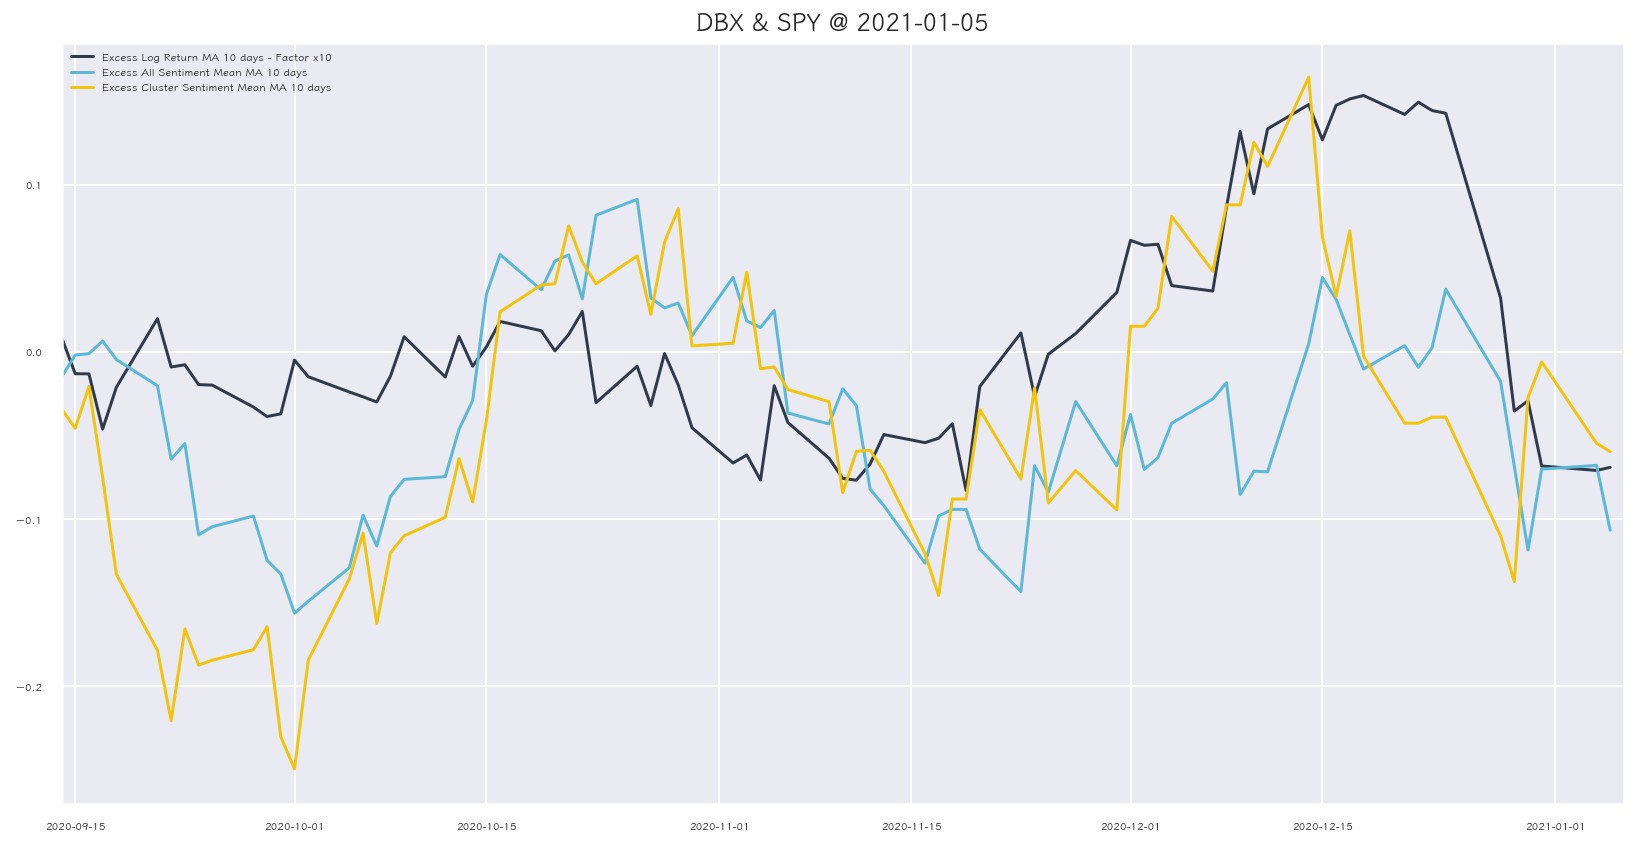 DBX & SPY @ 2021-01-05
Excess Log Return MA 10 days - Factor x10
Excess All Sentiment Mean MA 10 days
Excess Cluster Sentiment Mean MA 10 days
0.1
0.0
−0.1
−0.2
2020-09-15 2020-10-01 2020-10-15 2020-11-01 2020-11-15 2020-12-01 2020-12-15 2021-01-01